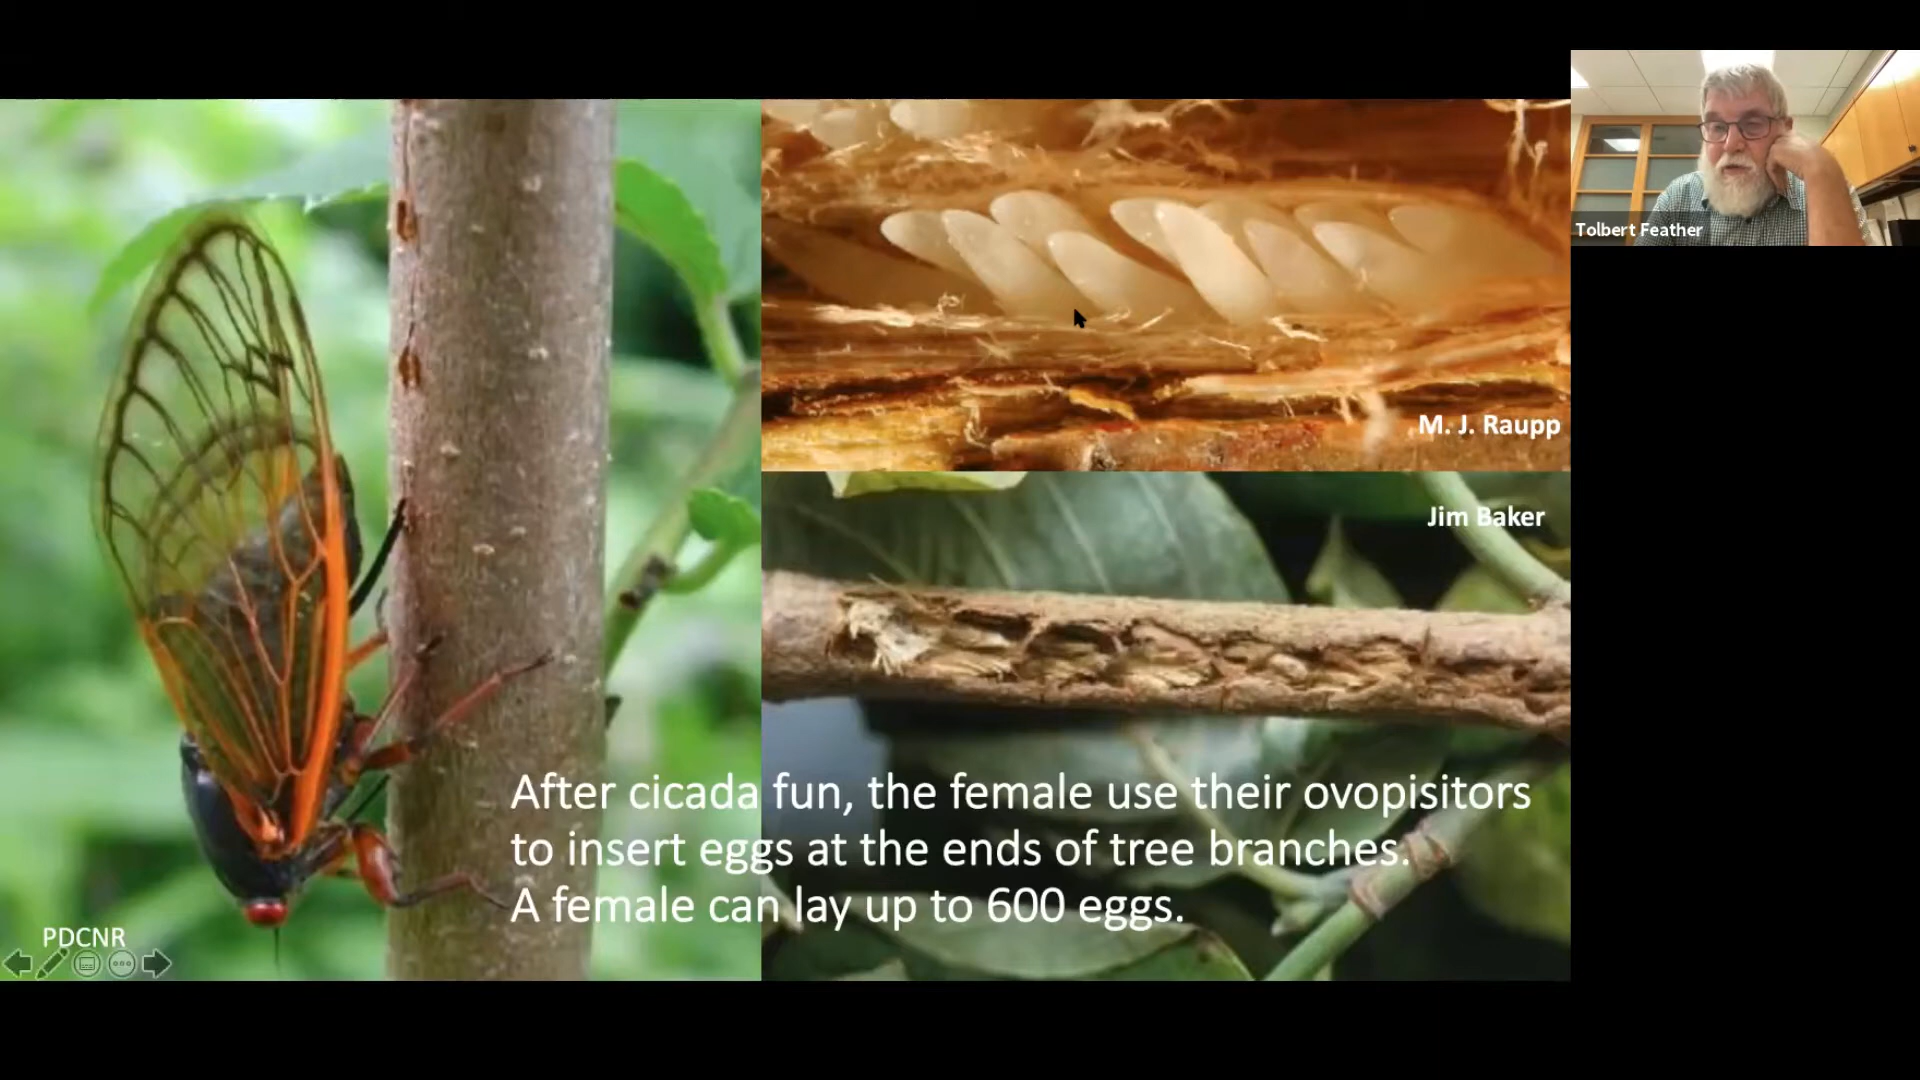 Tolbert Feather
M. J. Raupp
Jim Baker
After cicada fun, the female use their ovopisitors
to insert eggs at the ends of tree branches.
A female can lay up to 600 eggs.
PDCNR